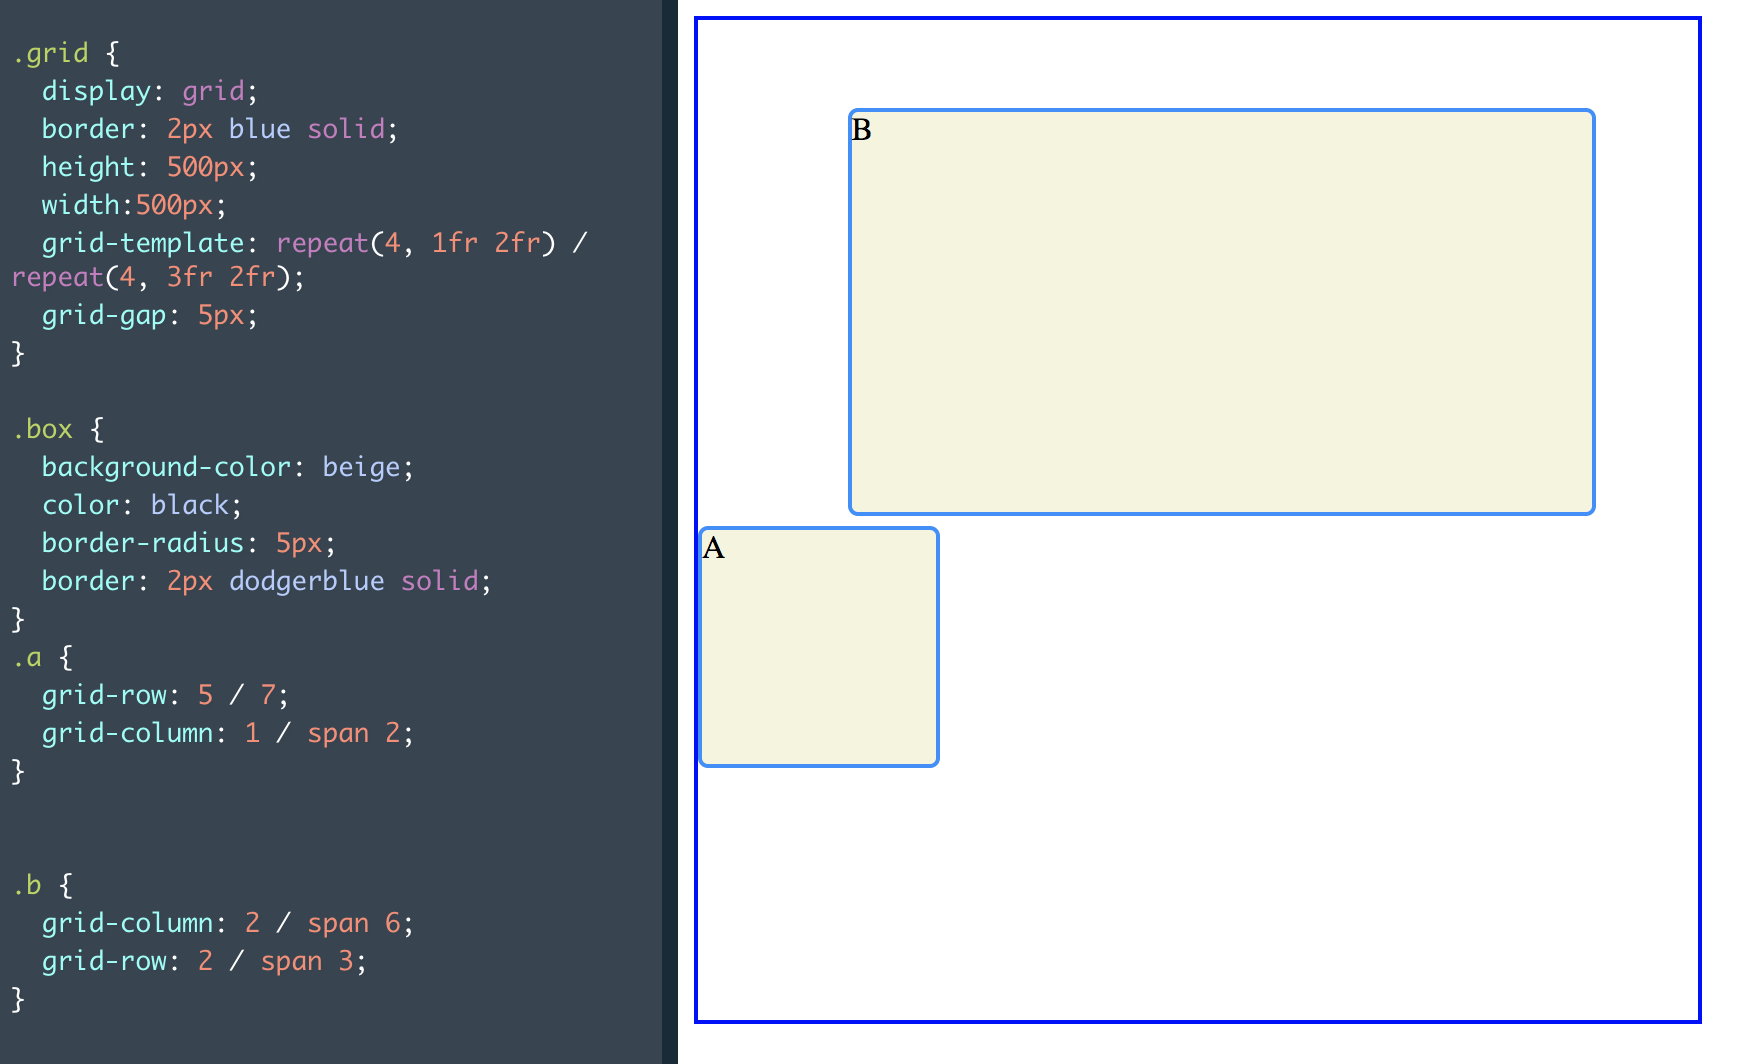 .grid {
  display: grid;
  border: 2px blue solid;
  height: 500px;
  width:500px;
  grid-template: repeat(4, 1fr 2fr) /
repeat(4, 3fr 2fr);
  grid-gap: 5px;
}
.box {
  background-color: beige;
  color: black;
  border-radius: 5px;
  border: 2px dodgerblue solid;
}
.a {
  grid-row: 5 / 7;
  grid-column: 1 / span 2;
}
.b {
  grid-column: 2 / span 6;
  grid-row: 2 / span 3;
}
B
A